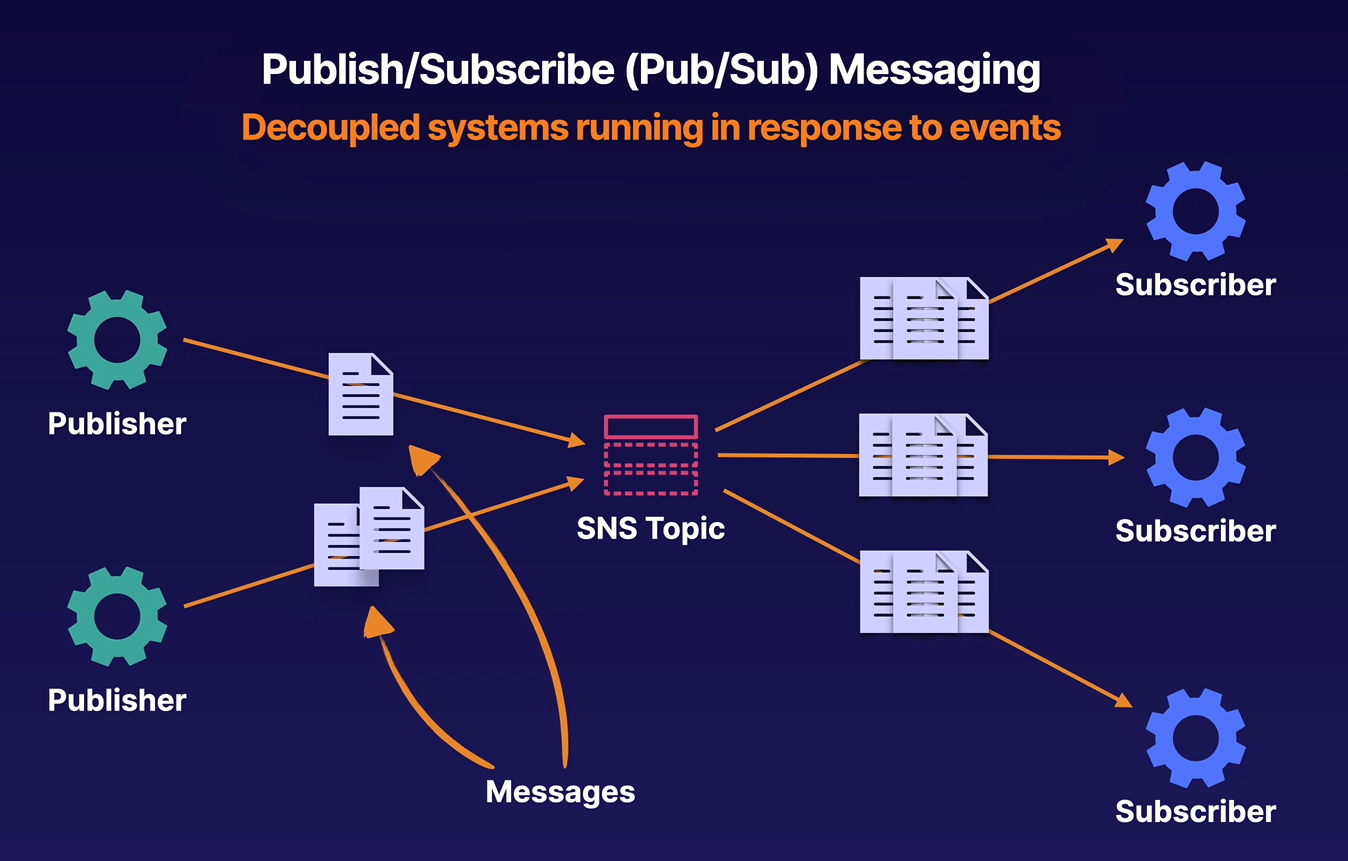 Publish/Subscribe (Pub/Sub) Messaging
Decoupled systems running in response to events
Subscriber
Publisher
SNS Topic
Subscriber
Publisher
Messages
Subscriber